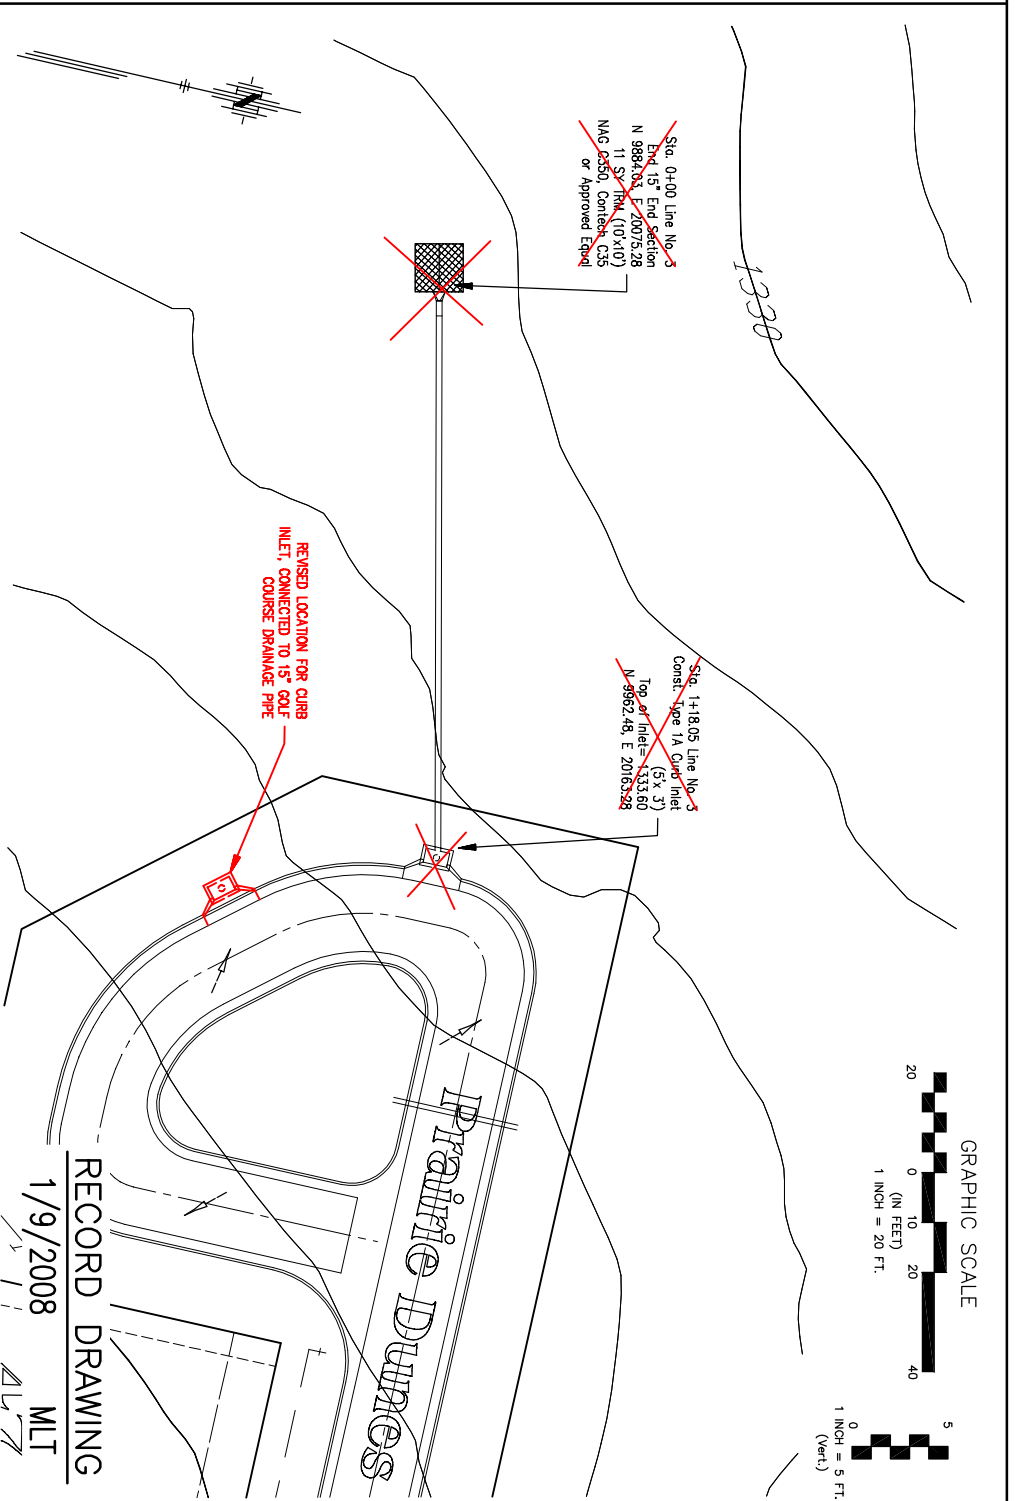 Sta. 0+00 Line No. 3
End 15" End Section
N 9884.03, E 20075.28
11 SY TRM (10'x10')
NAG C350, Contech C35
or Approved Equal
1330
Sta. 1+18.05 Line No. 3
Const. Type 1A Curb Inlet
(5'x 3')
Top of Inlet= 1333.60
N 9962.48, E 20163.28
REVISED LOCATION FOR CURB
INLET, CONNECTED TO 15" GOLF
COURSE DRAINAGE PIPE
GRAPHIC SCALE
20 0 10 20 40
(IN FEET)
1 INCH = 20 FT.
0 5
1 INCH = 5 FT.
(Vert.)
Prairie Dunes
RECORD DRAWING
1/9/2008 MLT